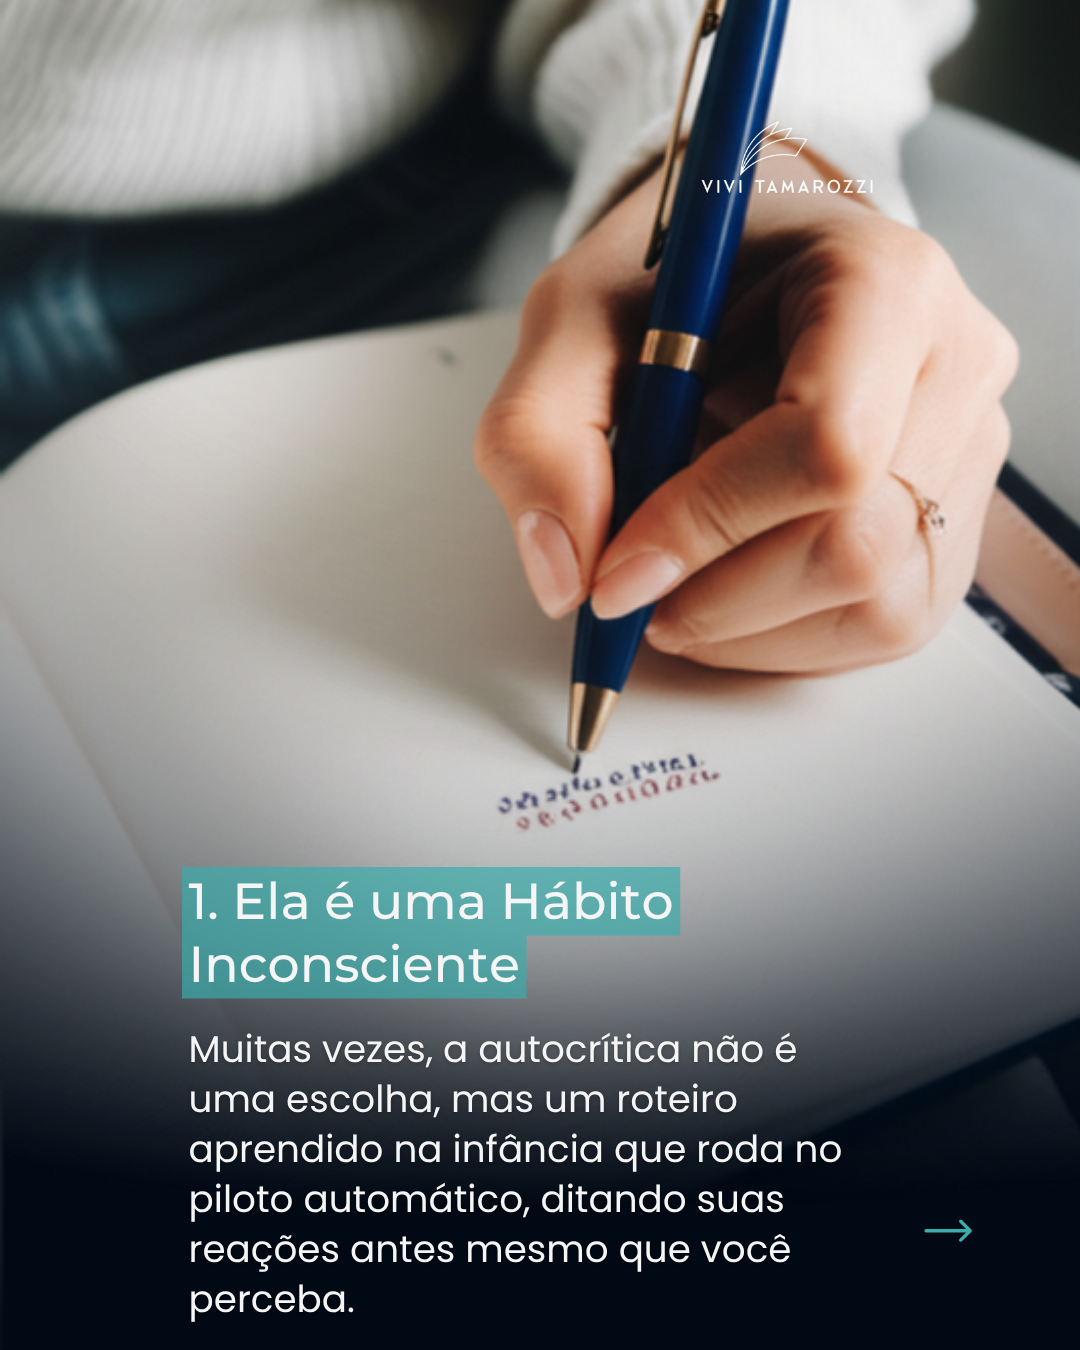 VIVI TAMAROZZI
1. Ela é uma Hábito
Inconsciente
Muitas vezes, a autocrítica não é
uma escolha, mas um roteiro
aprendido na infância que roda no
piloto automático, ditando suas
reações antes mesmo que você
perceba.